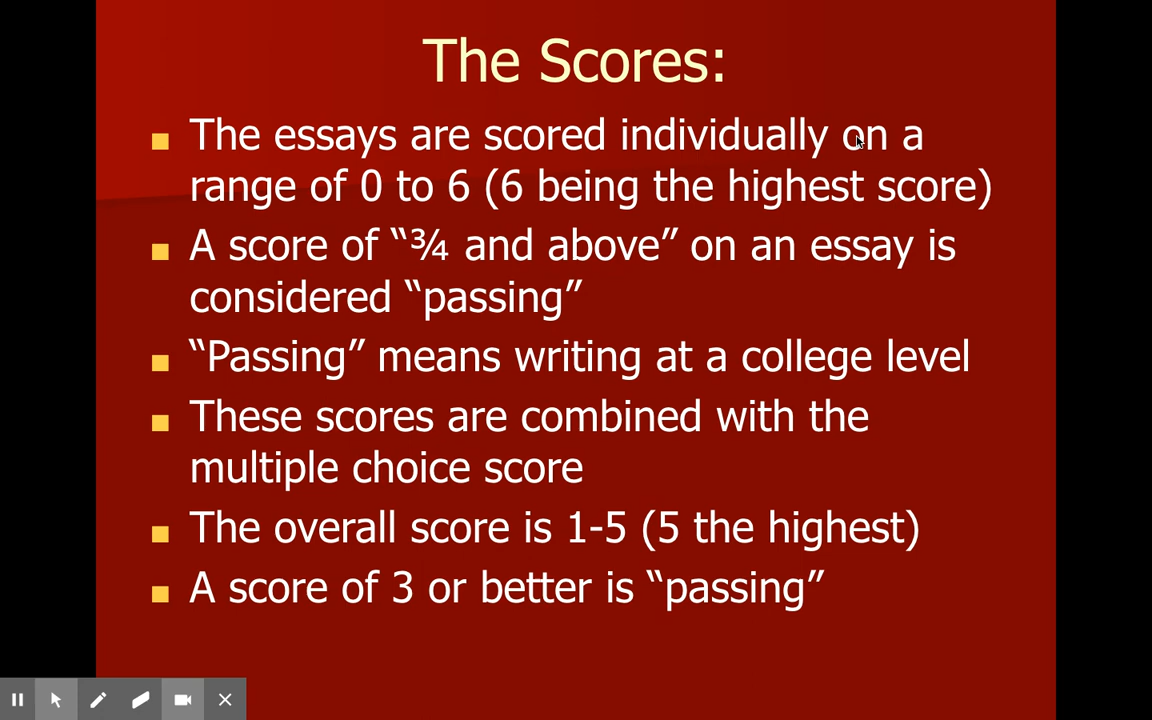 The Scores:
The essays are scored individually on a
range of 0 to 6 (6 being the highest score)
A score of “¾ and above” on an essay is
considered “passing”
“Passing” means writing at a college level
These scores are combined with the
multiple choice score
The overall score is 1-5 (5 the highest)
A score of 3 or better is “passing”